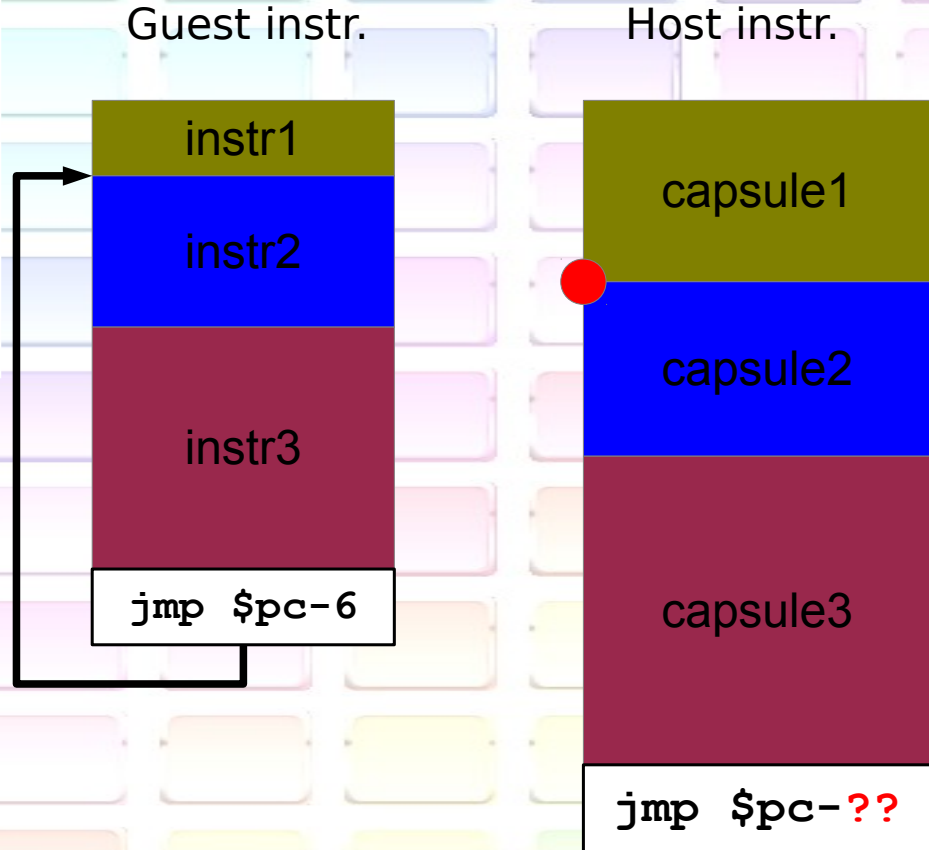 Guest instr.
Host instr.
instr1
instr2
instr3
jmp $pc-6
capsule1
capsule2
capsule3
jmp $pc-??